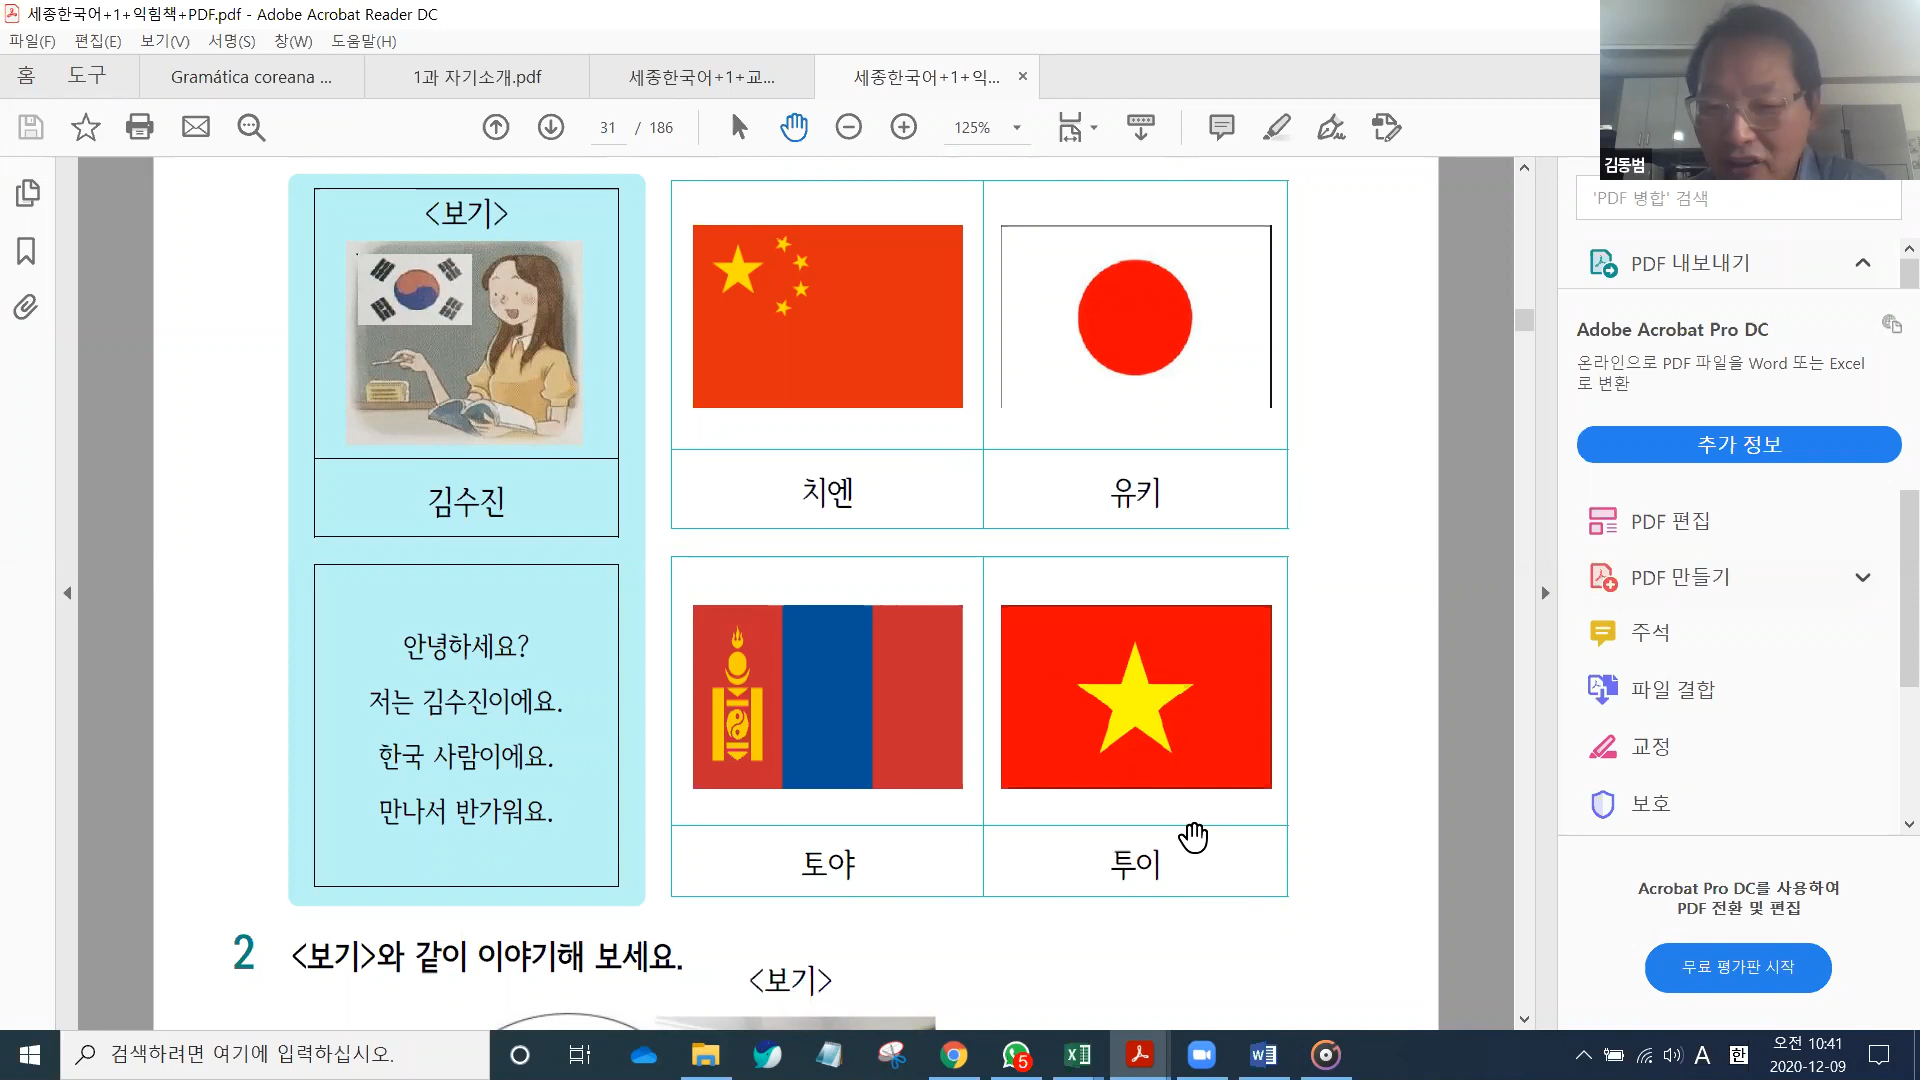 세종한국어+1+익힘책+PDF.pdf - Adobe Acrobat Reader DC
파일(F) 편집(E) 보기(V) 서명(S) 창(W) 도움말(H)
홈 도구 Gramática coreana ... 1과 자기소개.pdf 세종한국어+1+교... 세종한국어+1+익... ×
31 / 186 125%
김동범
<보기>
김수진
안녕하세요?
저는 김수진이에요.
한국 사람이에요.
만나서 반가워요.
치엔 유키
토야 투이
2 <보기>와 같이 이야기해 보세요.
<보기>
'PDF 병합' 검색
PDF 내보내기
Adobe Acrobat Pro DC
온라인으로 PDF 파일을 Word 또는 Excel
로 변환
추가 정보
PDF 편집
PDF 만들기
주석
파일 결합
교정
보호
Acrobat Pro DC를 사용하여
PDF 전환 및 편집
무료 평가판 시작
검색하려면 여기에 입력하십시오.
5
A 한
오전 10:41
2020-12-09